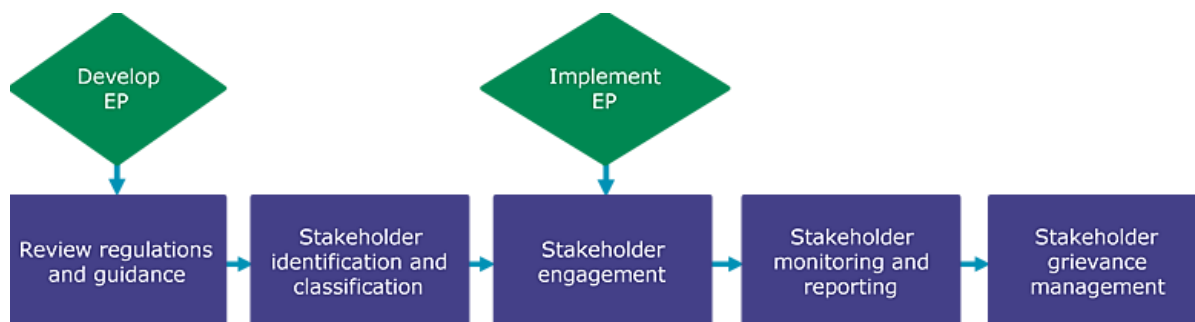 Develop
EP
Implement
EP
Review regulations
and guidance
Stakeholder
identification and
classification
Stakeholder
engagement
Stakeholder
monitoring and
reporting
Stakeholder
grievance
management